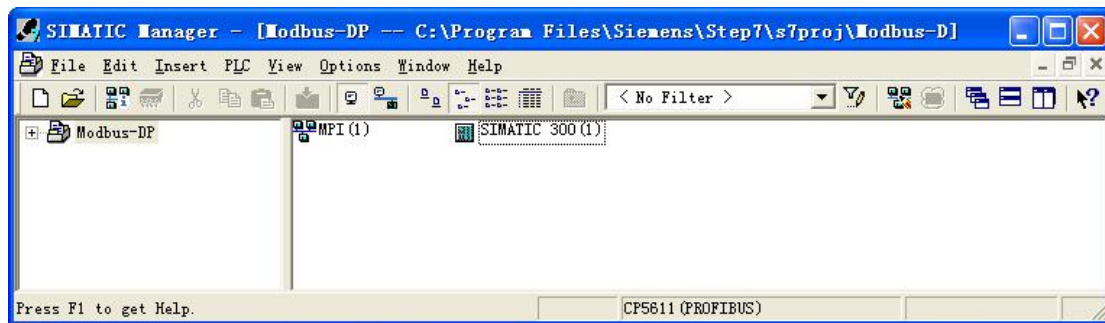 SIMATIC Manager - [Modbus-DP -- C:\Program Files\Siemens\Step7\s7proj\Modbus-D]
File Edit Insert PLC View Options Window Help
< No Filter >
Modbus-DP
MPI(1)
SIMATIC 300(1)
Press F1 to get Help.
CP5611(PROFIBUS)